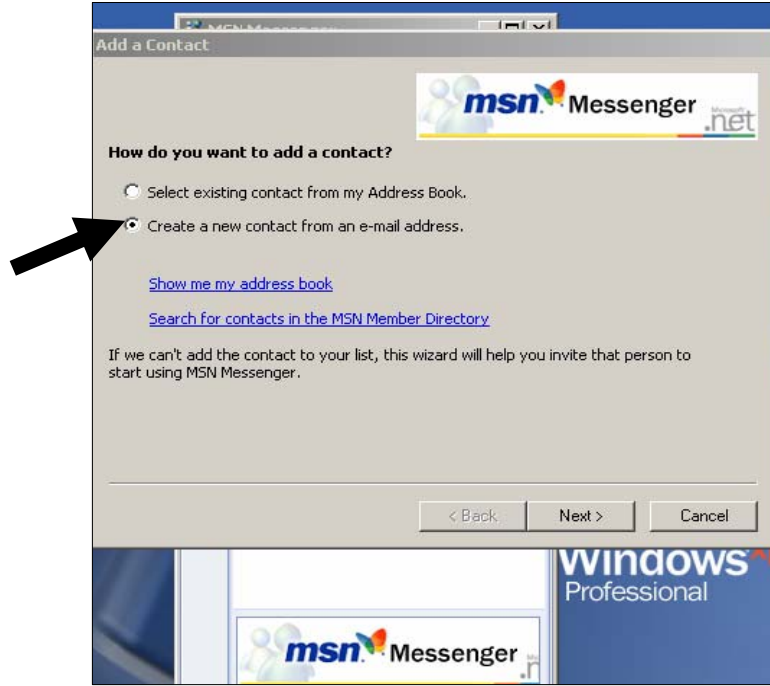 MSN Messenger
Add a Contact
msn Messenger
Microsoft
.net
How do you want to add a contact?
Select existing contact from my Address Book.
Create a new contact from an e-mail address.
Show me my address book
Search for contacts in the MSN Member Directory
If we can't add the contact to your list, this wizard will help you invite that person to
start using MSN Messenger.
< Back
Next >
Cancel
Windows
Professional
msn Messenger